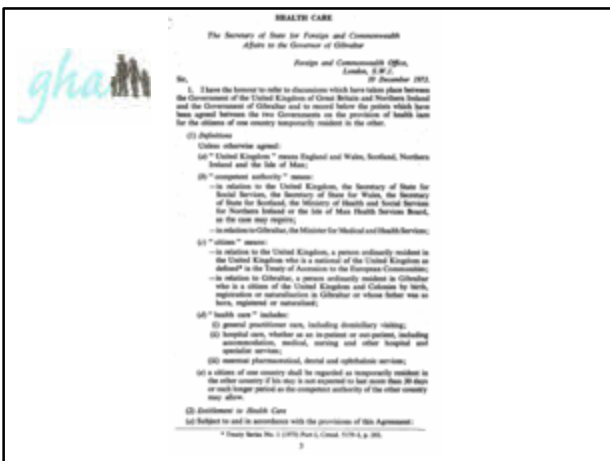 gha
HEALTH CARE
The Secretary of State for Foreign and Commonwealth
Affairs to the Governor of Gibraltar
Foreign and Commonwealth Office,
London, S.W.1.
10 December 1973.
Sir,
1. I have the honour to refer to discussions which have taken place between
the Government of the United Kingdom of Great Britain and Northern Ireland
and the Government of Gibraltar and to record below the points which have
been agreed between the two Governments on the provision of health care
for the citizens of one country temporarily resident in the other.
(1) Definitions
Unless otherwise agreed:
(a) " United Kingdom " means England and Wales, Scotland, Northern
Ireland and the Isle of Man;
(b) " competent authority " means:
—in relation to the United Kingdom, the Secretary of State for
Social Services, the Secretary of State for Wales, the Secretary
of State for Scotland, the Ministry of Health and Social Services
for Northern Ireland or the Isle of Man Health Services Board,
as the case may require;
—in relation to Gibraltar, the Minister for Medical and Health Services;
(c) " citizen " means:
—in relation to the United Kingdom, a person ordinarily resident in
the United Kingdom who is a national of the United Kingdom as
defined* in the Treaty of Accession to the European Communities;
—in relation to Gibraltar, a person ordinarily resident in Gibraltar
who is a citizen of the United Kingdom and Colonies by birth,
registration or naturalisation in Gibraltar or whose father was so
born, registered or naturalised;
(d) " health care " includes:
(i) general practitioner care, including domiciliary visiting;
(ii) hospital care, whether as an in-patient or out-patient, including
accommodation, medical, nursing and other hospital and
specialist services;
(iii) essential pharmaceutical, dental and ophthalmic services;
(e) a citizen of one country shall be regarded as temporarily resident in
the other country if his stay is not expected to last more than 30 days
or such longer period as the competent authority of the other country
may allow.
(2) Entitlement to Health Care
(a) Subject to and in accordance with the provisions of this Agreement:
* Treaty Series No. 1 (1973) Part I, Cmnd. 5179-I, p.
3